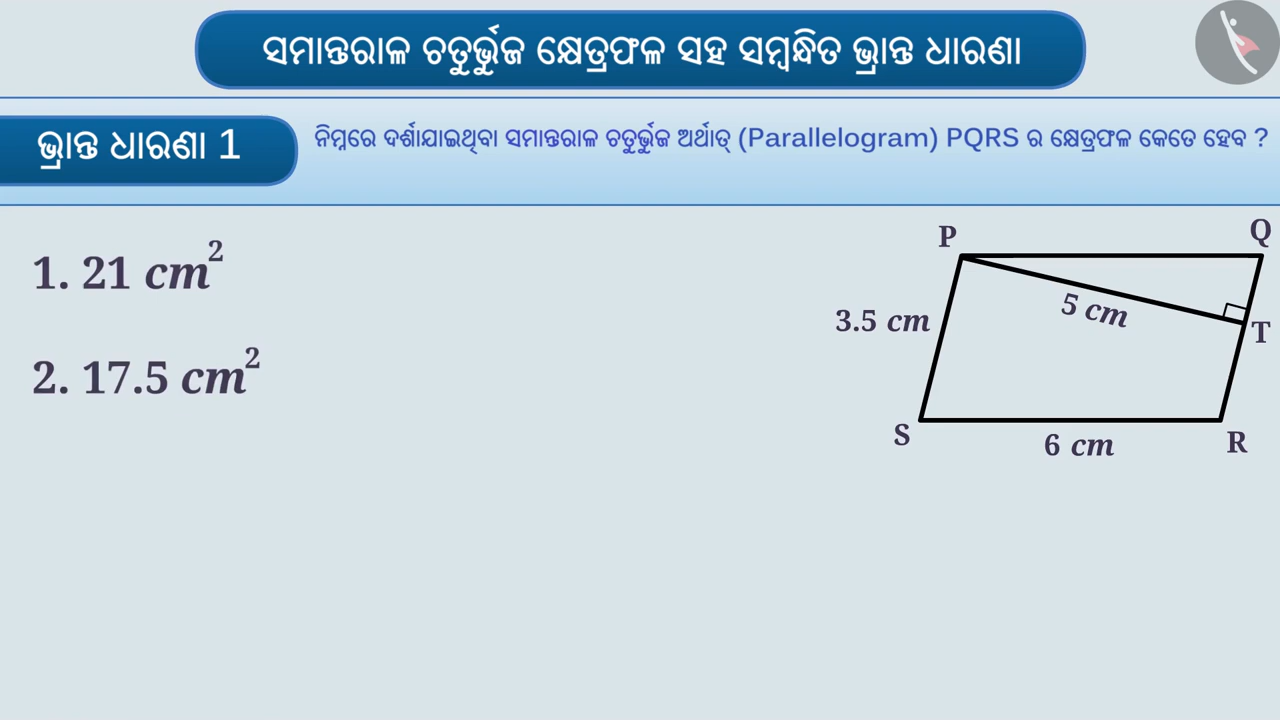 ସମାନ୍ତରାଳ ଚତୁର୍ଭୁଜ କ୍ଷେତ୍ରଫଳ ସହ ସମ୍ବନ୍ଧିତ ଭ୍ରାନ୍ତ ଧାରଣା
ଭ୍ରାନ୍ତ ଧାରଣା 1
ନିମ୍ନରେ ଦର୍ଶାଯାଇଥିବା ସମାନ୍ତରାଳ ଚତୁର୍ଭୁଜ ଅର୍ଥାତ୍ (Parallelogram) PQRS ର କ୍ଷେତ୍ରଫଳ କେତେ ହେବ ?
1. 21 cm²
2. 17.5 cm²
P
Q
3.5 cm
5 cm
T
S
6 cm
R